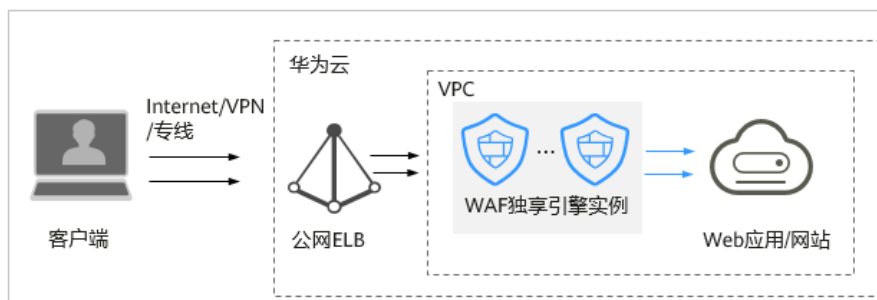 华为云
VPC
Internet/VPN
/专线
...
WAF独享引擎实例
客户端
公网ELB
Web应用/网站